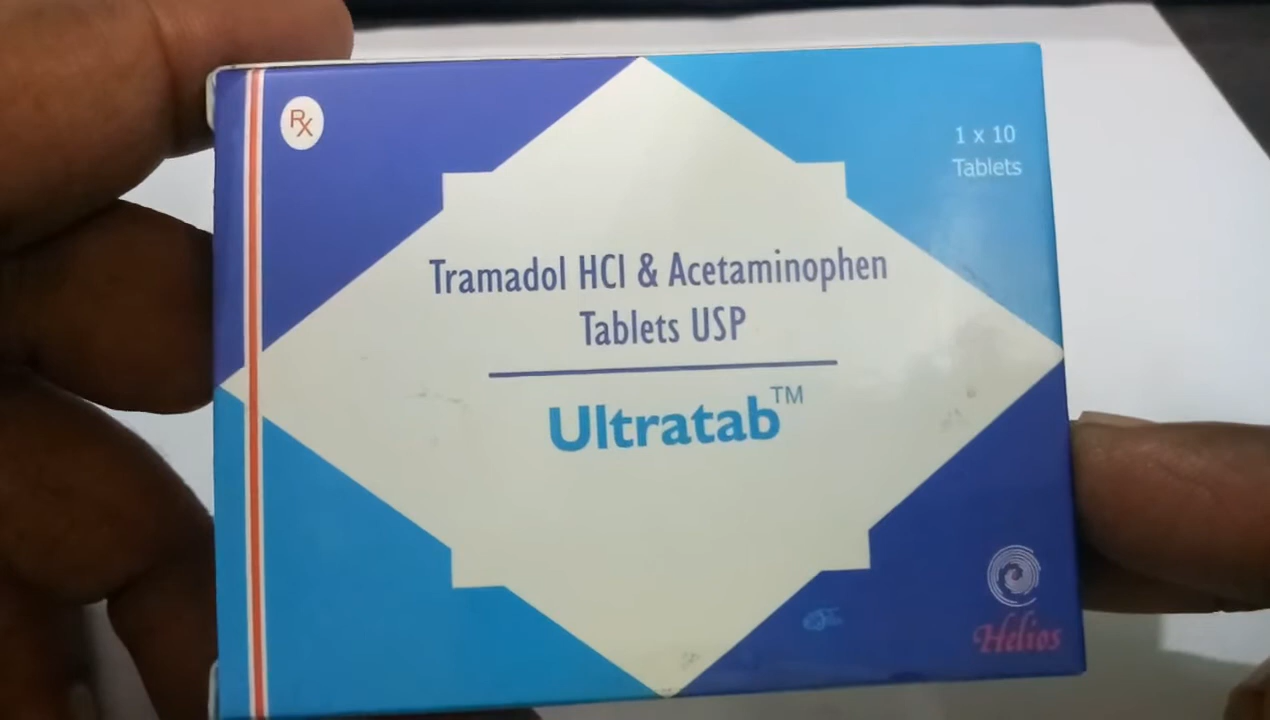 Rx
1 x 10
Tablets
Tramadol HCl & Acetaminophen
Tablets USP
Ultratab™
Helios